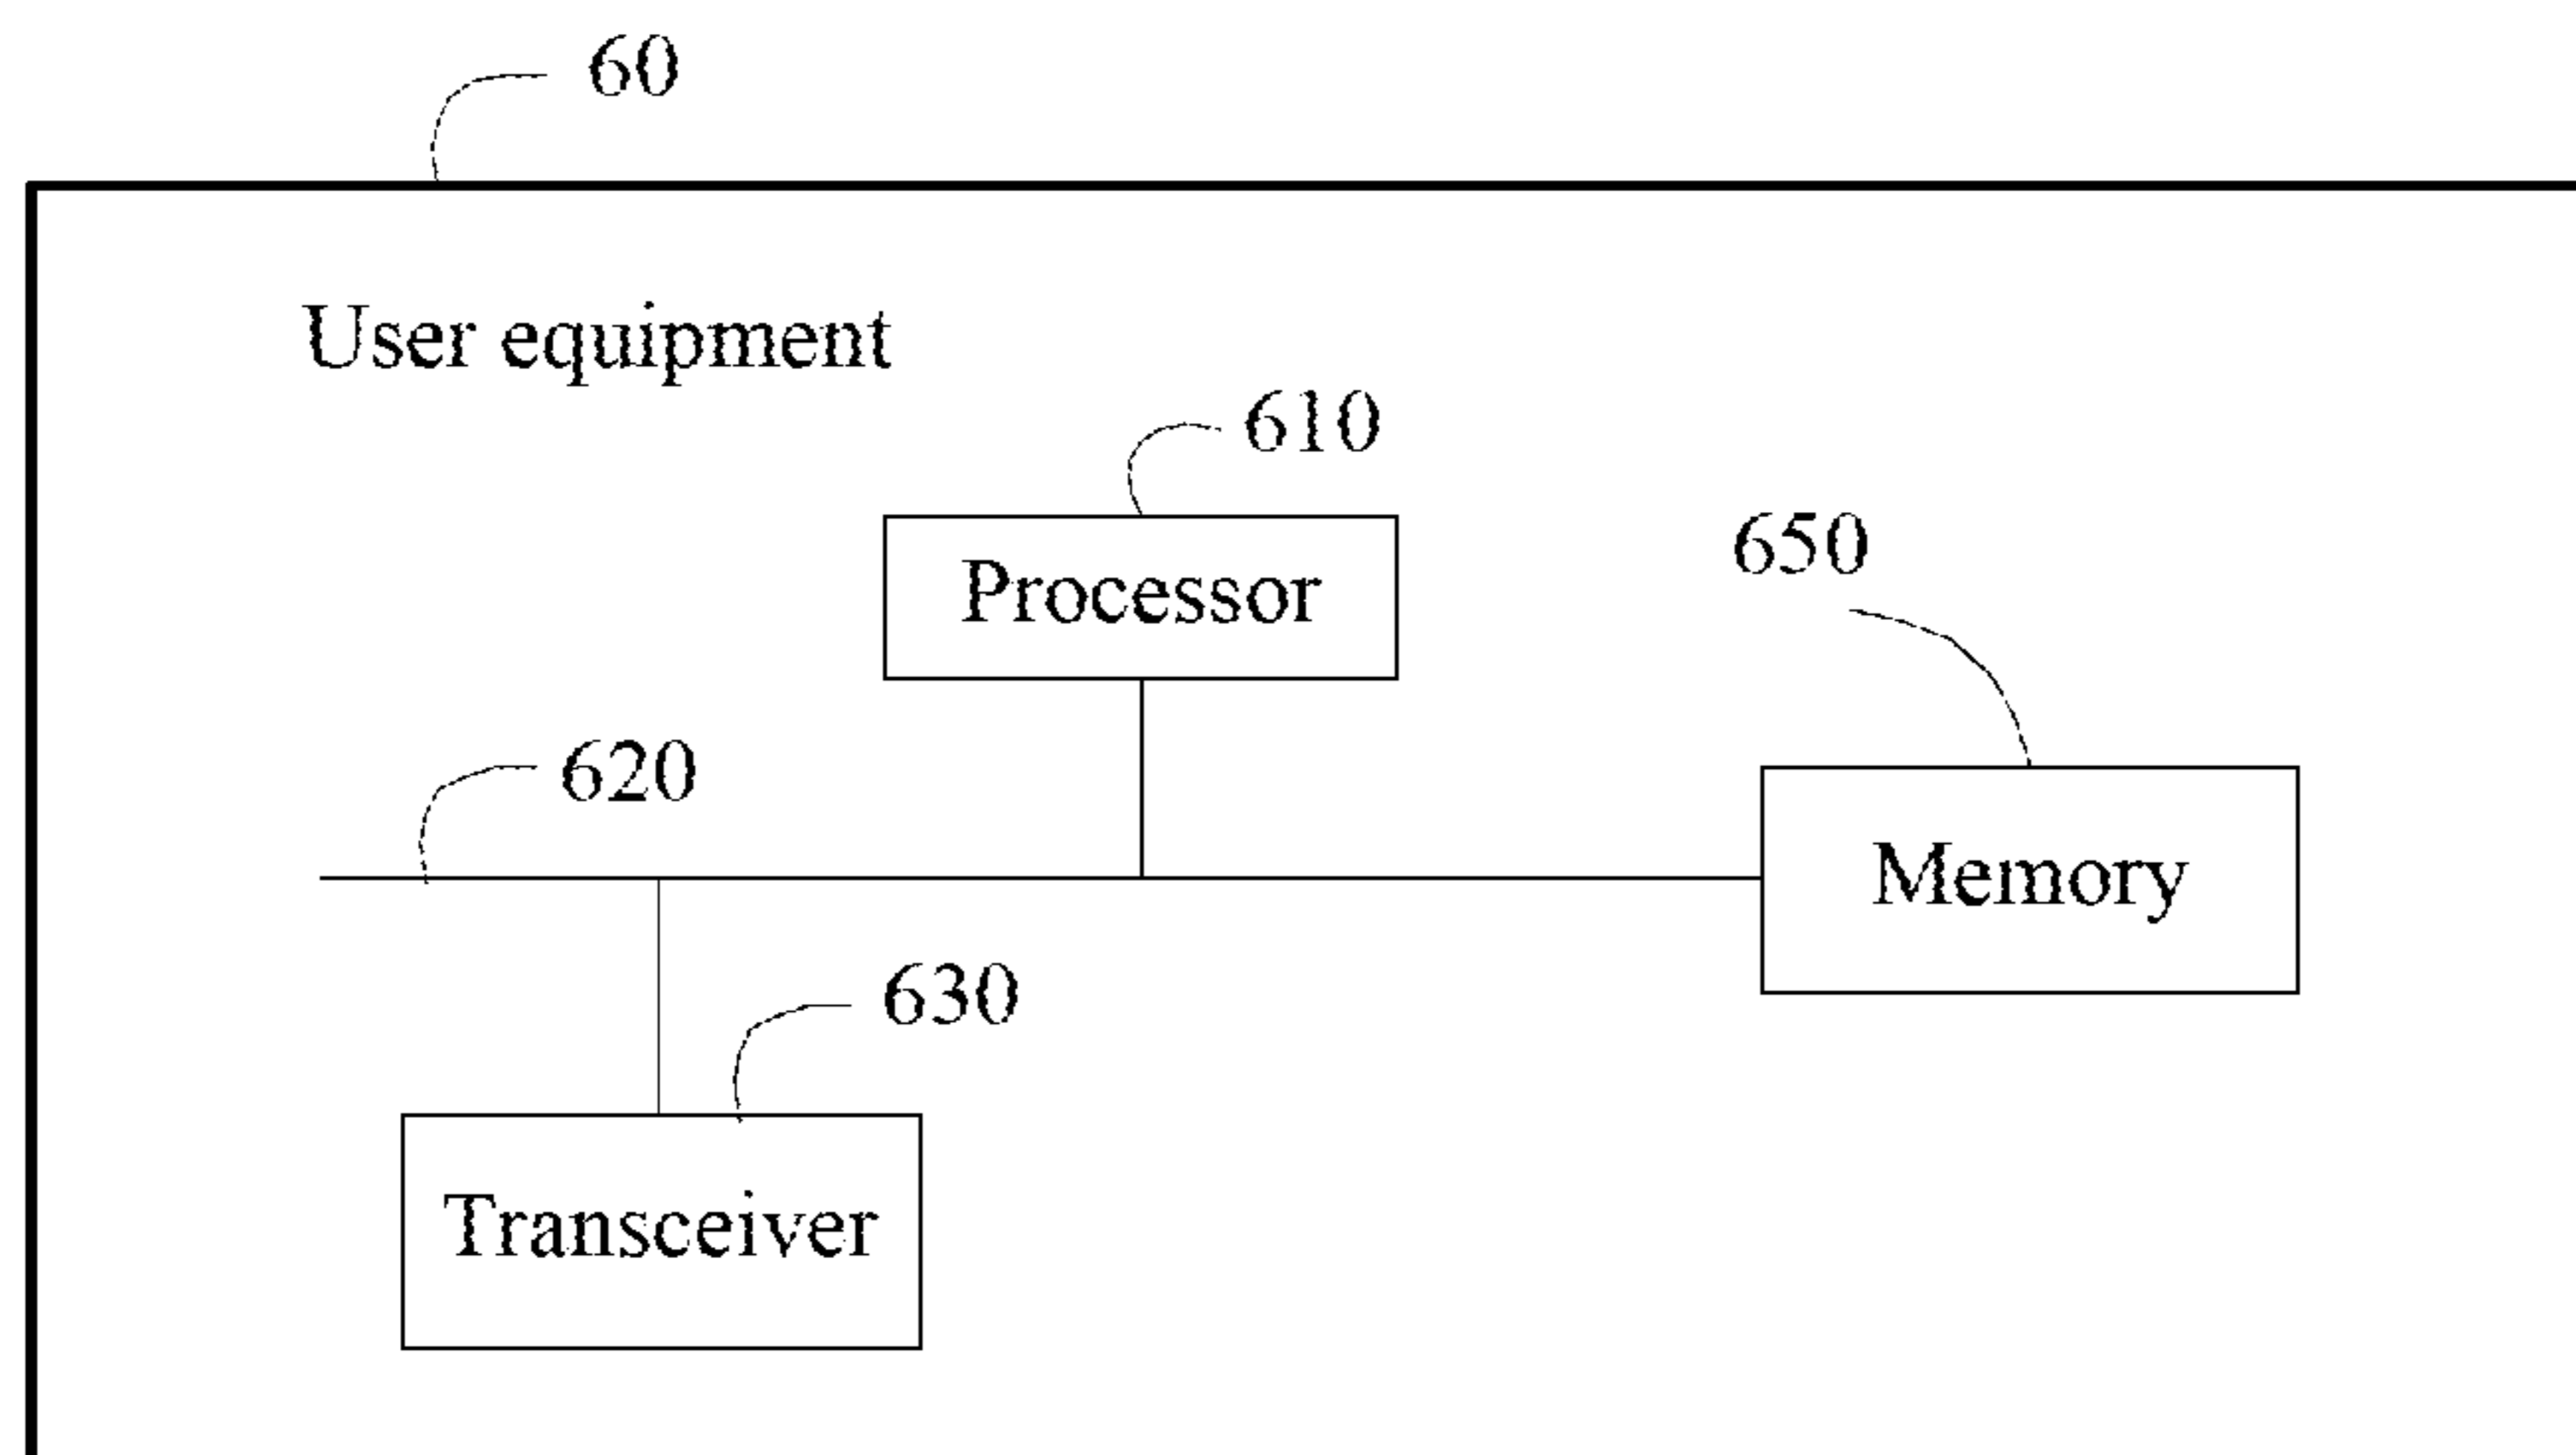 60
User equipment
610
Processor
650
620
Memory
630
Transceiver